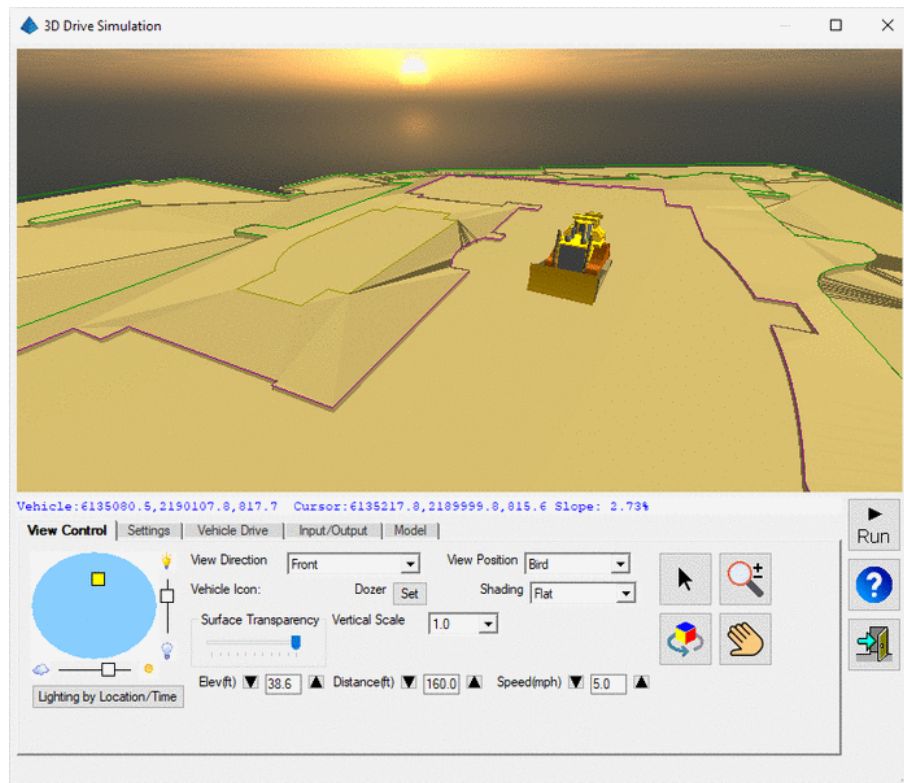 3D Drive Simulation
Vehicle:6135080.5,2190107.8,817.7 Cursor:6135217.8,2189999.8,815.6 Slope: 2.73%
View Control Settings Vehicle Drive Input/Output Model
Run
View Direction Front View Position Bird
Vehicle Icon: Dozer Set Shading Flat
Surface Transparency Vertical Scale 1.0
Elev(ft) 38.6 Distance(ft) 160.0 Speed(mph) 5.0
Lighting by Location/Time